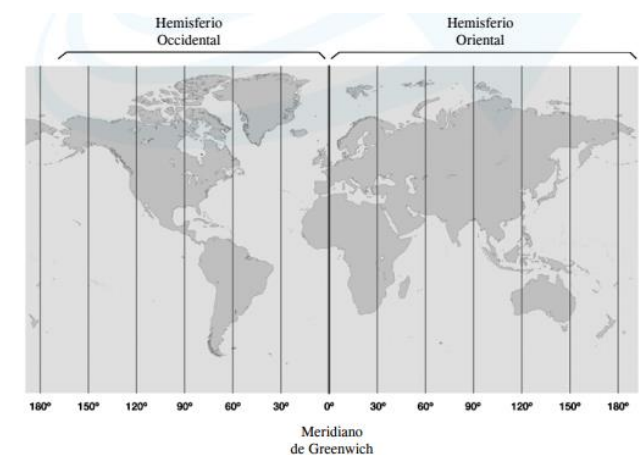 Hemisferio
Occidental
Hemisferio
Oriental
180º 150º 120º 90º 60º 30º 0º 30º 60º 90º 120º 150º 180º
Meridiano
de Greenwich